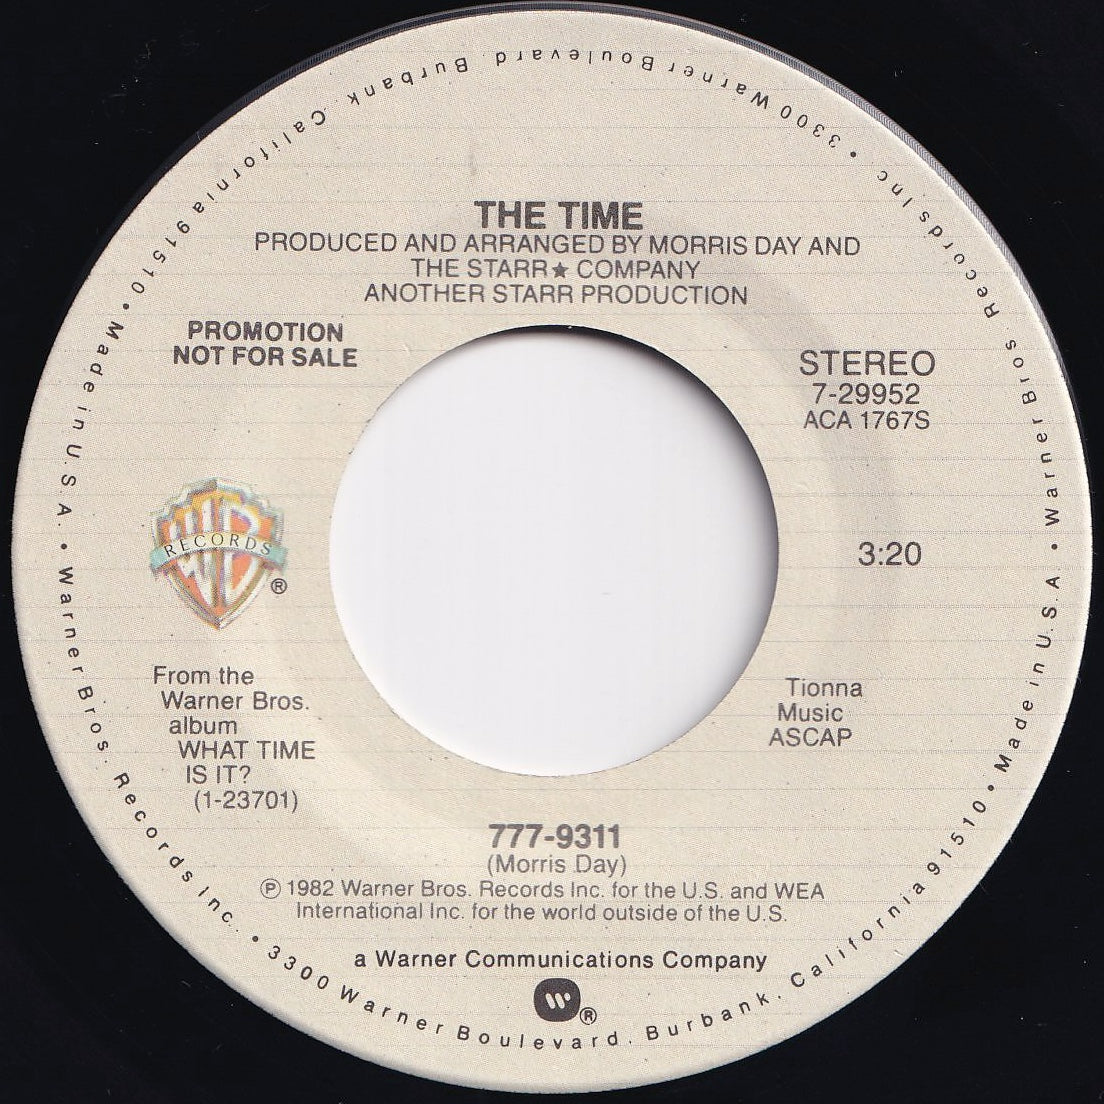 THE TIME
PRODUCED AND ARRANGED BY MORRIS DAY AND
THE STARR★ COMPANY
ANOTHER STARR PRODUCTION
PROMOTION
NOT FOR SALE
STEREO
7-29952
ACA 1767S
WB
RECORDS
®
3:20
From the
Warner Bros.
album
WHAT TIME
IS IT?
(1-23701)
Tionna
Music
ASCAP
777-9311
(Morris Day)
℗ 1982 Warner Bros. Records Inc. for the U.S. and WEA
International Inc. for the world outside of the U.S.
a Warner Communications Company
W®
Warner Bros. Records Inc. • 3300 Warner Boulevard. Burbank. California 91510 • Made in U.S.A. •
Warner Bros. Records Inc. • 3300 Warner Boulevard Burbank. California 91510 • Made in U.S.A. •